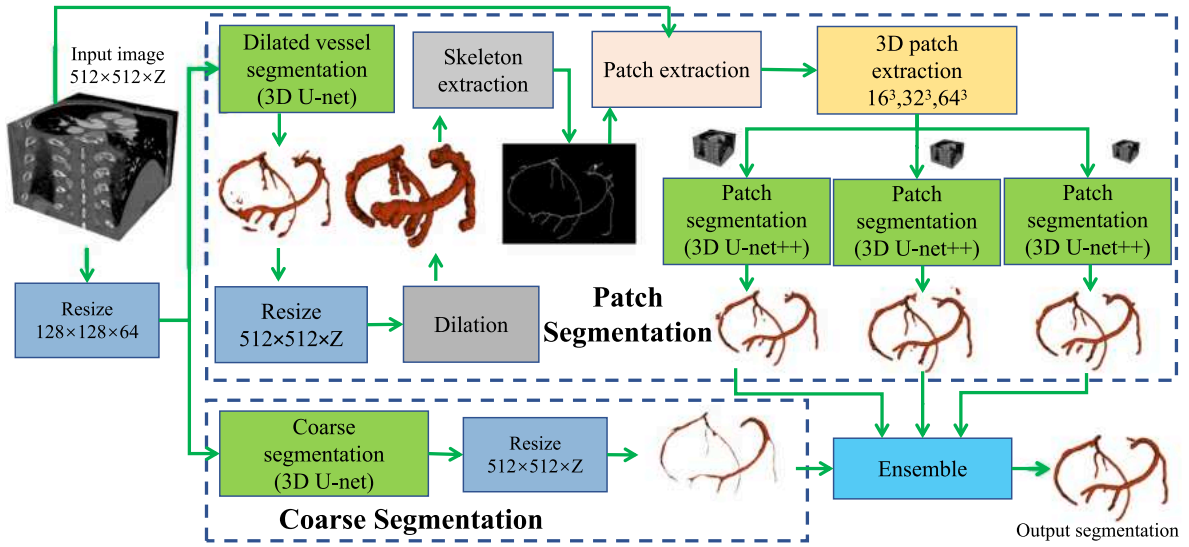 Input image
512×512×Z
Dilated vessel
segmentation
(3D U-net)
Skeleton
extraction
Patch extraction
3D patch
extraction
16³,32³,64³
Patch
segmentation
(3D U-net++)
Patch
segmentation
(3D U-net++)
Patch
segmentation
(3D U-net++)
Resize
128×128×64
Resize
512×512×Z
Dilation
Patch
Segmentation
Coarse
segmentation
(3D U-net)
Resize
512×512×Z
Ensemble
Coarse Segmentation
Output segmentation